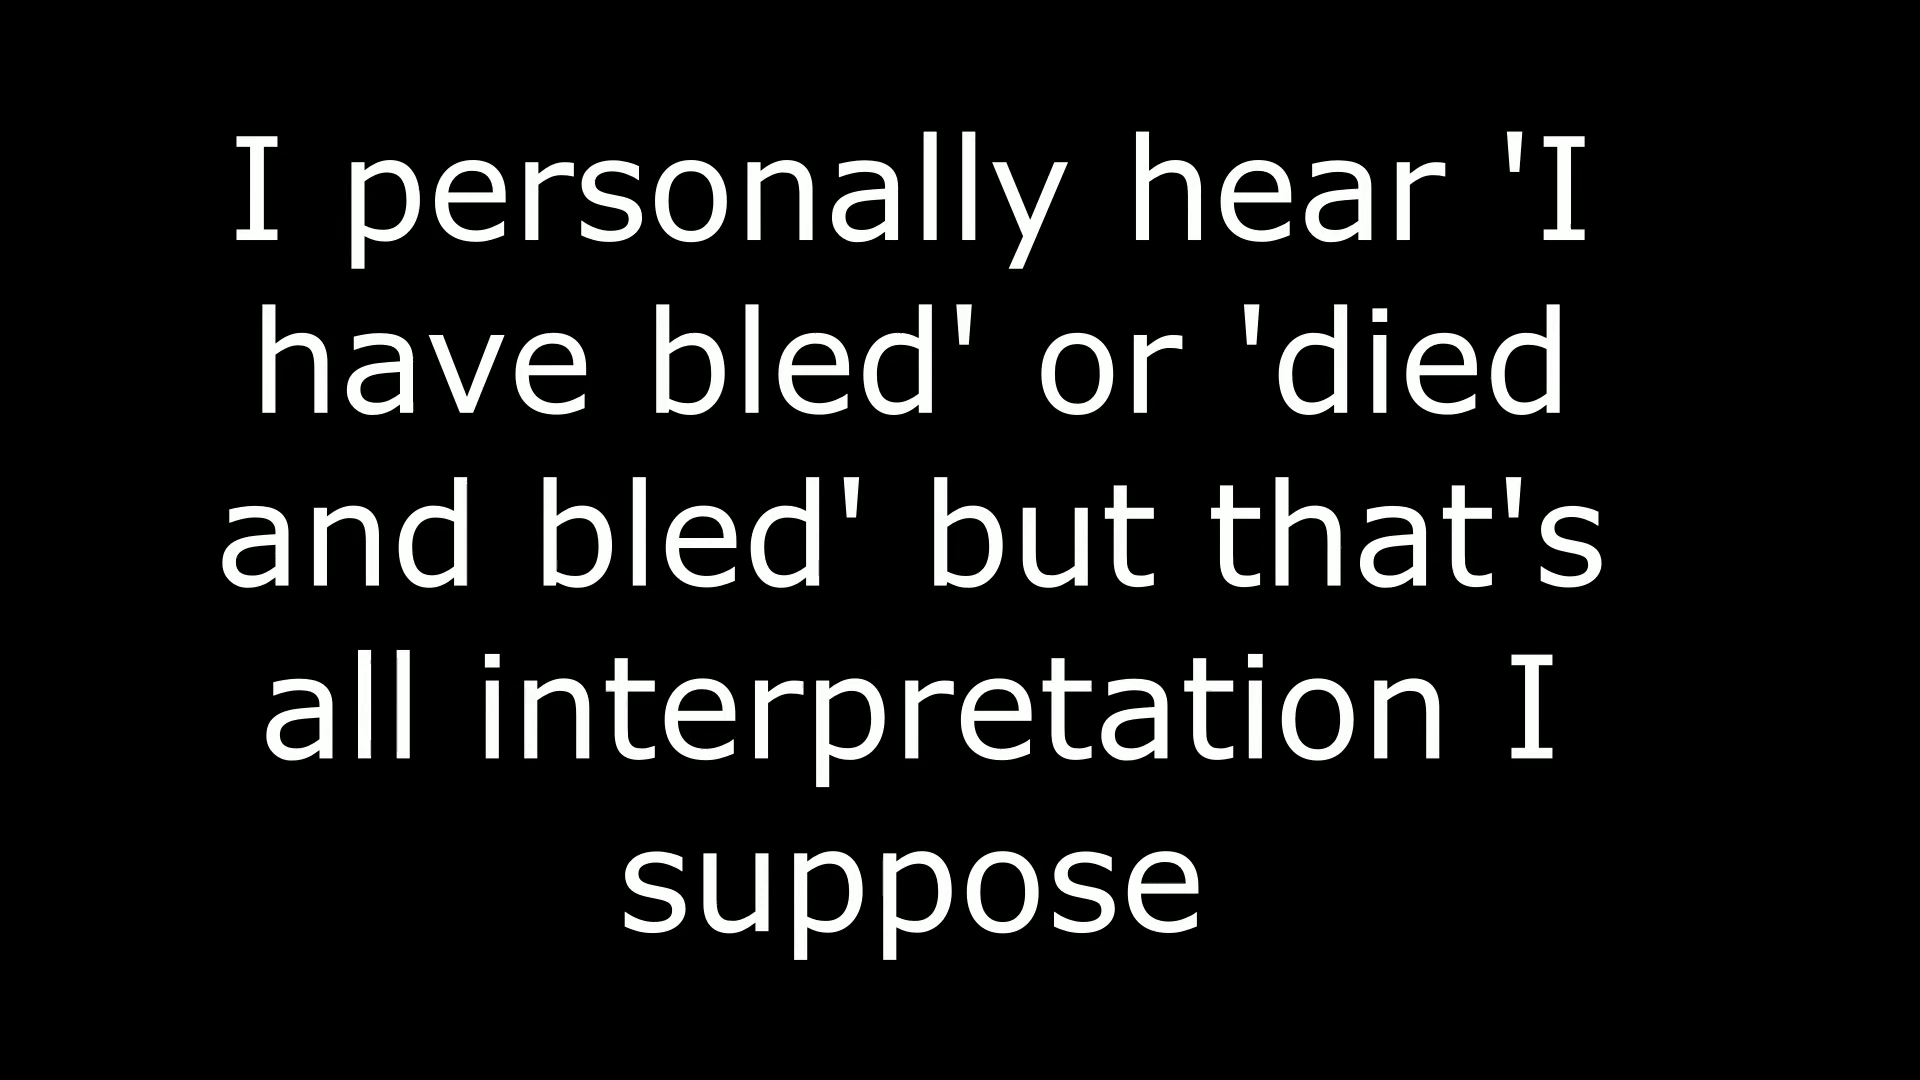 I personally hear 'I
have bled' or 'died
and bled' but that's
all interpretation I
suppose